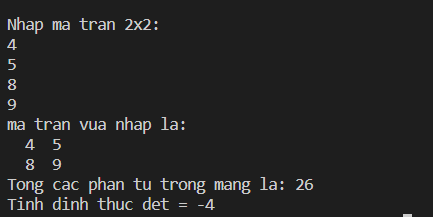 Nhap ma tran 2x2:
4
5
8
9
ma tran vua nhap la:
4 5
8 9
Tong cac phan tu trong mang la: 26
Tinh dinh thuc det = -4